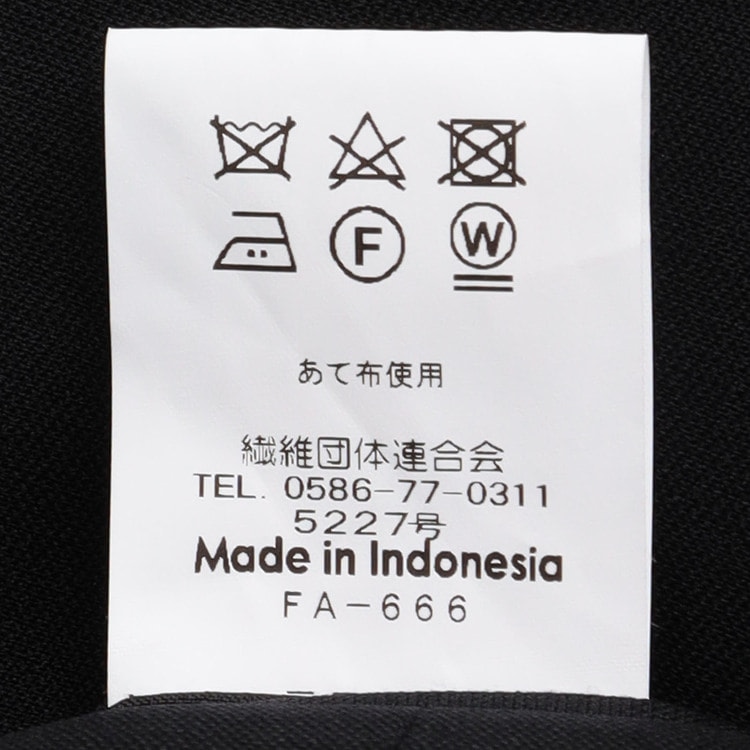 F W
あて布使用
繊維団体連合会
TEL. 0586-77-0311
5227号
Made in Indonesia
FA-666